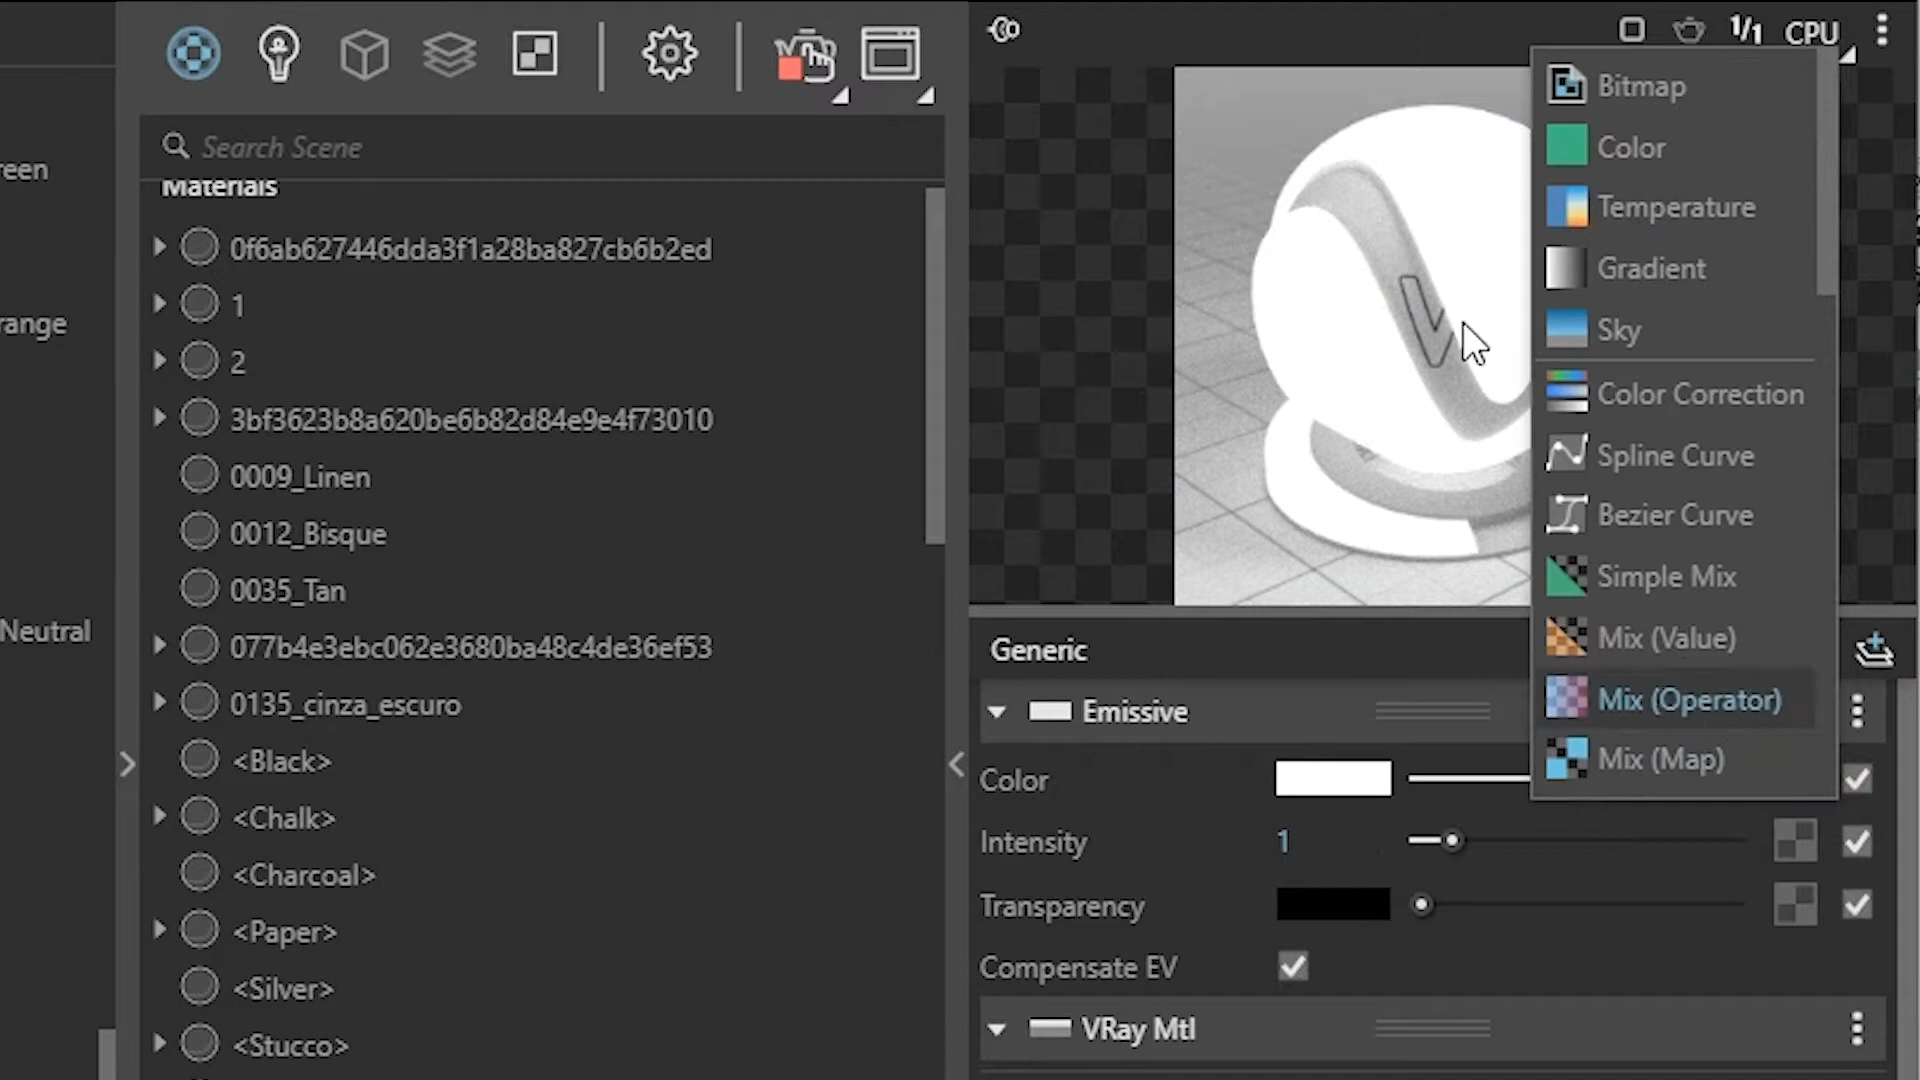 reen
range
Neutral
Search Scene
Materials
0f6ab627446dda3f1a28ba827cb6b2ed
1
2
3bf3623b8a620be6b82d84e9e4f73010
0009_Linen
0012_Bisque
0035_Tan
077b4e3ebc062e3680ba48c4de36ef53
0135_cinza_escuro
<Black>
<Chalk>
<Charcoal>
<Paper>
<Silver>
<Stucco>
1/1 CPU
Bitmap
Color
Temperature
Gradient
Sky
Color Correction
Spline Curve
Bezier Curve
Simple Mix
Mix (Value)
Mix (Operator)
Mix (Map)
Generic
Emissive
Color
Intensity 1
Transparency
Compensate EV
VRay Mtl